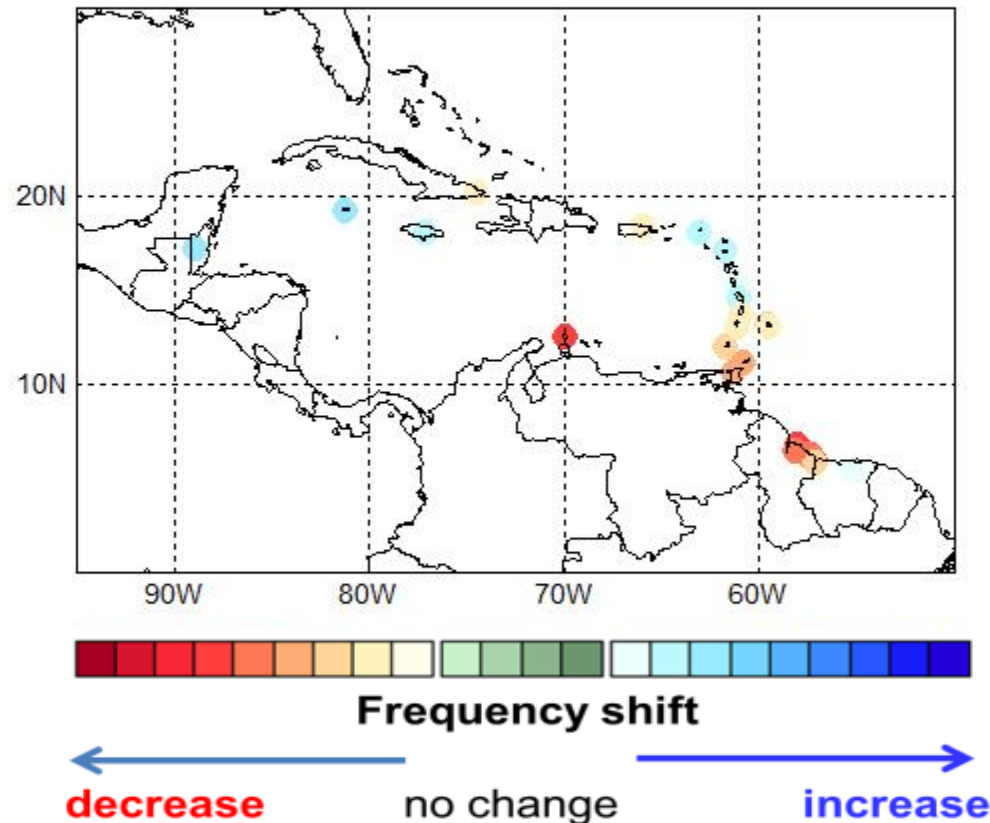 20N
10N
90W 80W 70W 60W
Frequency shift
decrease no change increase